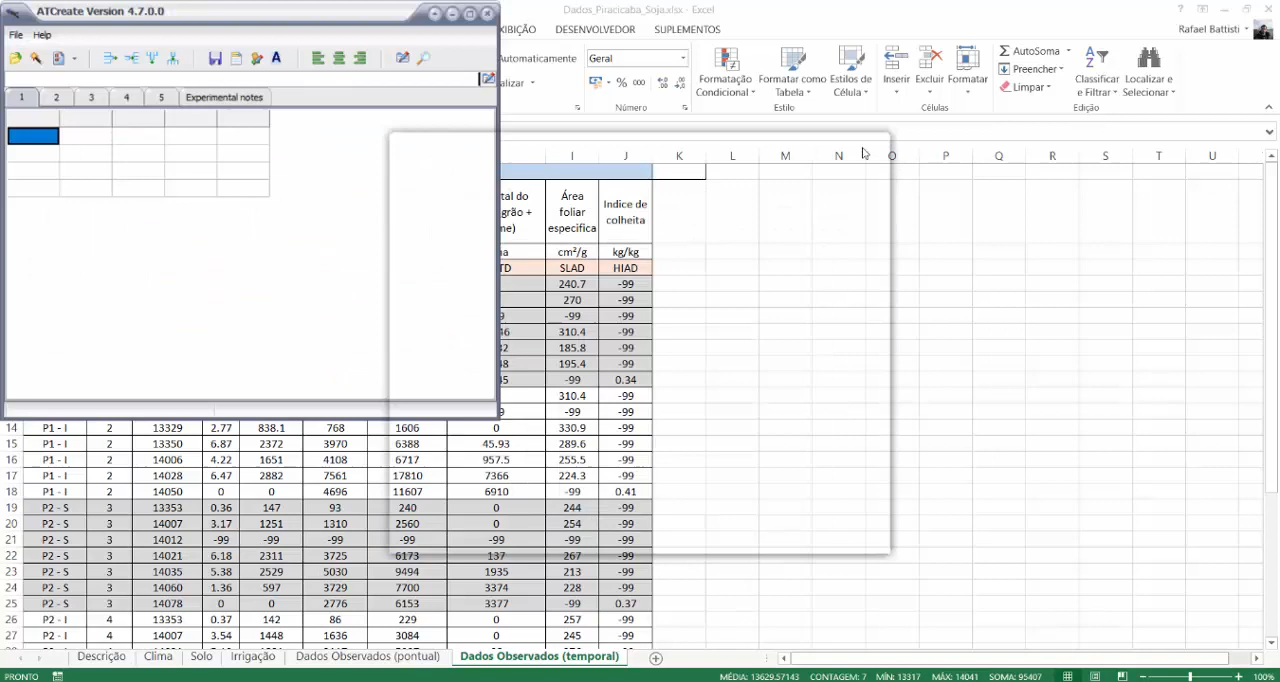 ATCreate Version 4.7.0.0
File Help
1 2 3 4 5 Experimental notes
Dados_Piracicaba_Soja.xlsx - Excel
XIBIÇÃO DESENVOLVEDOR SUPLEMENTOS
Rafael Battisti
Automaticamente
Geral
% 000
Número
Formatação
Condicional
Formatar como
Tabela
Estilos de
Célula
Estilo
Inserir Excluir Formatar
Células
AutoSoma
Preencher
Limpar
Classificar
e Filtrar
Localizar e
Selecionar
Edição
I J K L M N O P Q R S T U
Área
foliar
especifica
Indice de
colheita
cm²/g kg/kg
SLAD HIAD
240.7 -99
270 -99
-99 -99
310.4 -99
185.8 -99
195.4 -99
-99 0.34
310.4 -99
-99 -99
14 P1 - I 2 13329 2.77 838.1 768 1606 0 330.9 -99
15 P1 - I 2 13350 6.87 2372 3970 6388 45.93 289.6 -99
16 P1 - I 2 14006 4.22 1651 4108 6717 957.5 255.5 -99
17 P1 - I 2 14028 6.47 2882 7561 17810 7366 224.3 -99
18 P1 - I 2 14050 0 0 4696 11607 6910 -99 0.41
19 P2 - S 3 13353 0.36 147 93 240 0 244 -99
20 P2 - S 3 14007 3.17 1251 1310 2560 0 254 -99
21 P2 - S 3 14012 -99 -99 -99 -99 -99 -99 -99
22 P2 - S 3 14021 6.18 2311 3725 6173 137 267 -99
23 P2 - S 3 14035 5.38 2529 5030 9494 1935 213 -99
24 P2 - S 3 14060 1.36 597 3729 7700 3374 228 -99
25 P2 - S 3 14078 0 0 2776 6153 3377 -99 0.37
26 P2 - I 4 13353 0.37 142 86 229 0 257 -99
27 P2 - I 4 14007 3.54 1448 1636 3084 0 245 -99
Descrição Clima Solo Irrigação Dados Observados (pontual) Dados Observados (temporal)
PRONTO MÉDIA: 13629.57143 CONTAGEM: 7 MÍN: 13317 MÁX: 14041 SOMA: 95407 100%